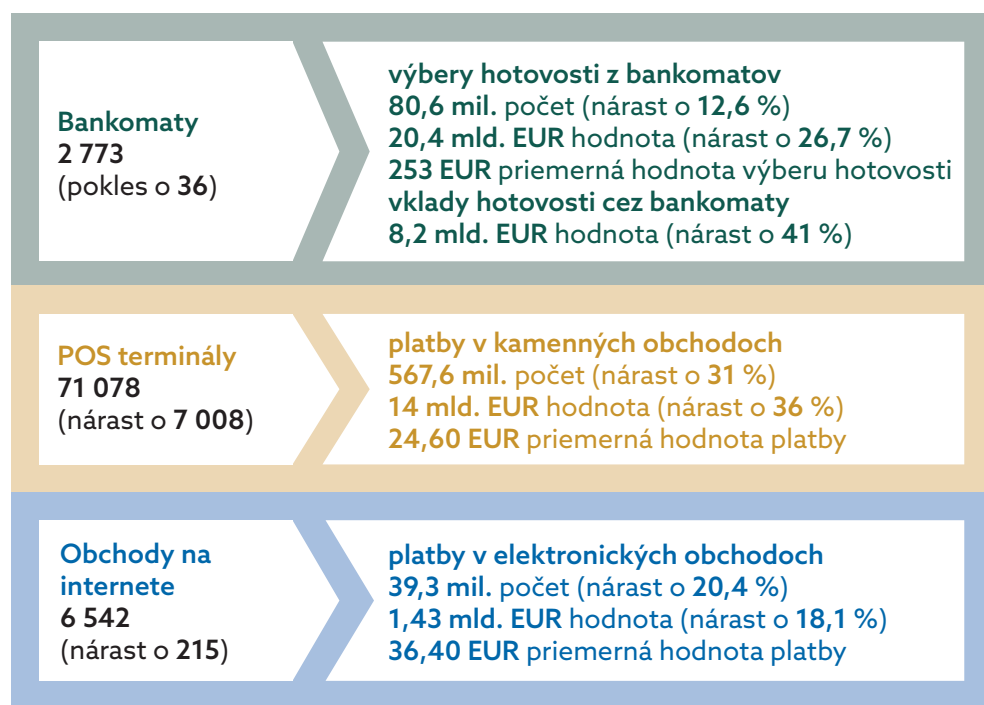 Bankomaty
2 773
(pokles o 36)
výbery hotovosti z bankomatov
80,6 mil. počet (nárast o 12,6 %)
20,4 mld. EUR hodnota (nárast o 26,7 %)
253 EUR priemerná hodnota výberu hotovosti
vklady hotovosti cez bankomaty
8,2 mld. EUR hodnota (nárast o 41 %)
POS terminály
71 078
(nárast o 7 008)
platby v kamenných obchodoch
567,6 mil. počet (nárast o 31 %)
14 mld. EUR hodnota (nárast o 36 %)
24,60 EUR priemerná hodnota platby
Obchody na
internete
6 542
(nárast o 215)
platby v elektronických obchodoch
39,3 mil. počet (nárast o 20,4 %)
1,43 mld. EUR hodnota (nárast o 18,1 %)
36,40 EUR priemerná hodnota platby